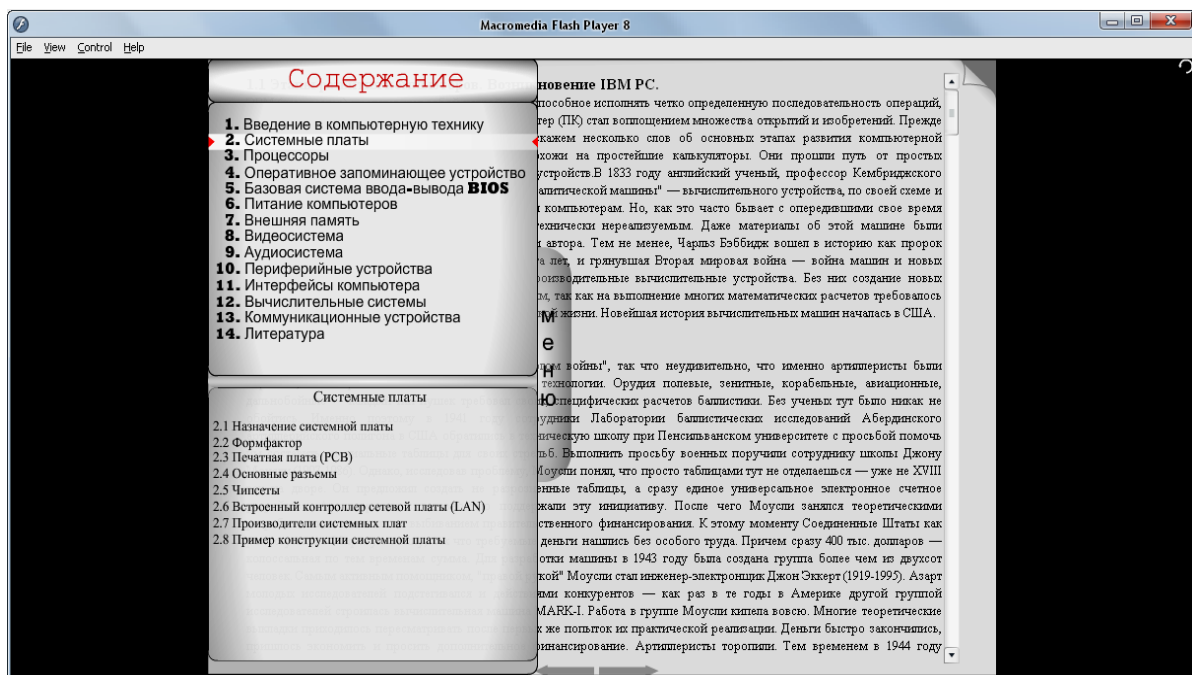 Macromedia Flash Player 8
File View Control Help
Содержание
1. Введение в компьютерную технику
2. Системные платы
3. Процессоры
4. Оперативное запоминающее устройство
5. Базовая система ввода-вывода BIOS
6. Питание компьютеров
7. Внешняя память
8. Видеосистема
9. Аудиосистема
10. Периферийные устройства
11. Интерфейсы компьютера
12. Вычислительные системы
13. Коммуникационные устройства
14. Литература
Системные платы
2.1 Назначение системной платы
2.2 Формфактор
2.3 Печатная плата (PCB)
2.4 Основные разъемы
2.5 Чипсеты
2.6 Встроенный контроллер сетевой платы (LAN)
2.7 Производители системных плат
2.8 Пример конструкции системной платы
Меню
новение IBM PC.
способное исполнять четко определенную последовательность операций,
тер (ПК) стал воплощением множества открытий и изобретений. Прежде
скажем несколько слов об основных этапах развития компьютерной
охожи на простейшие калькуляторы. Они прошли путь от простых
устройств.В 1833 году английский ученый, профессор Кембриджского
алитической машины" — вычислительного устройства, по своей схеме и
компьютерам. Но, как это часто бывает с опередившими свое время
технически нереализуемым. Даже материалы об этой машине были
автора. Тем не менее, Чарльз Бэббидж вошел в историю как пророк
та лет, и грянувшая Вторая мировая война — война машин и новых
роизводительные вычислительные устройства. Без них создание новых
м, так как на выполнение многих математических расчетов требовалось
кой жизни. Новейшая история вычислительных машин началась в США.
гом войны", так что неудивительно, что именно артиллеристы были
технологии. Орудия полевые, зенитные, корабельные, авиационные,
специфических расчетов баллистики. Без ученых тут было никак не
рудники Лаборатории баллистических исследований Абердинского
ническую школу при Пенсильванском университете с просьбой помочь
ьб. Выполнить просьбу военных поручили сотруднику школы Джону
Моусли понял, что просто таблицами тут не отделаешься — уже не XVIII
енные таблицы, а сразу единое универсальное электронное счетное
жали эту инициативу. После чего Моусли занялся теоретическими
ственного финансирования. К этому моменту Соединенные Штаты как
деньги нашлись без особого труда. Причем сразу 400 тыс. долларов —
отки машины в 1943 году была создана группа более чем из двухсот
кой" Моусли стал инженер-электронщик Джон Эккерт (1919-1995). Азарт
ями конкурентов — как раз в те годы в Америке другой группой
MARK-I. Работа в группе Моусли кипела вовсю. Многие теоретические
х же попыток их практической реализации. Деньги быстро закончились,
финансирование. Артиллеристы торопили. Тем временем в 1944 году